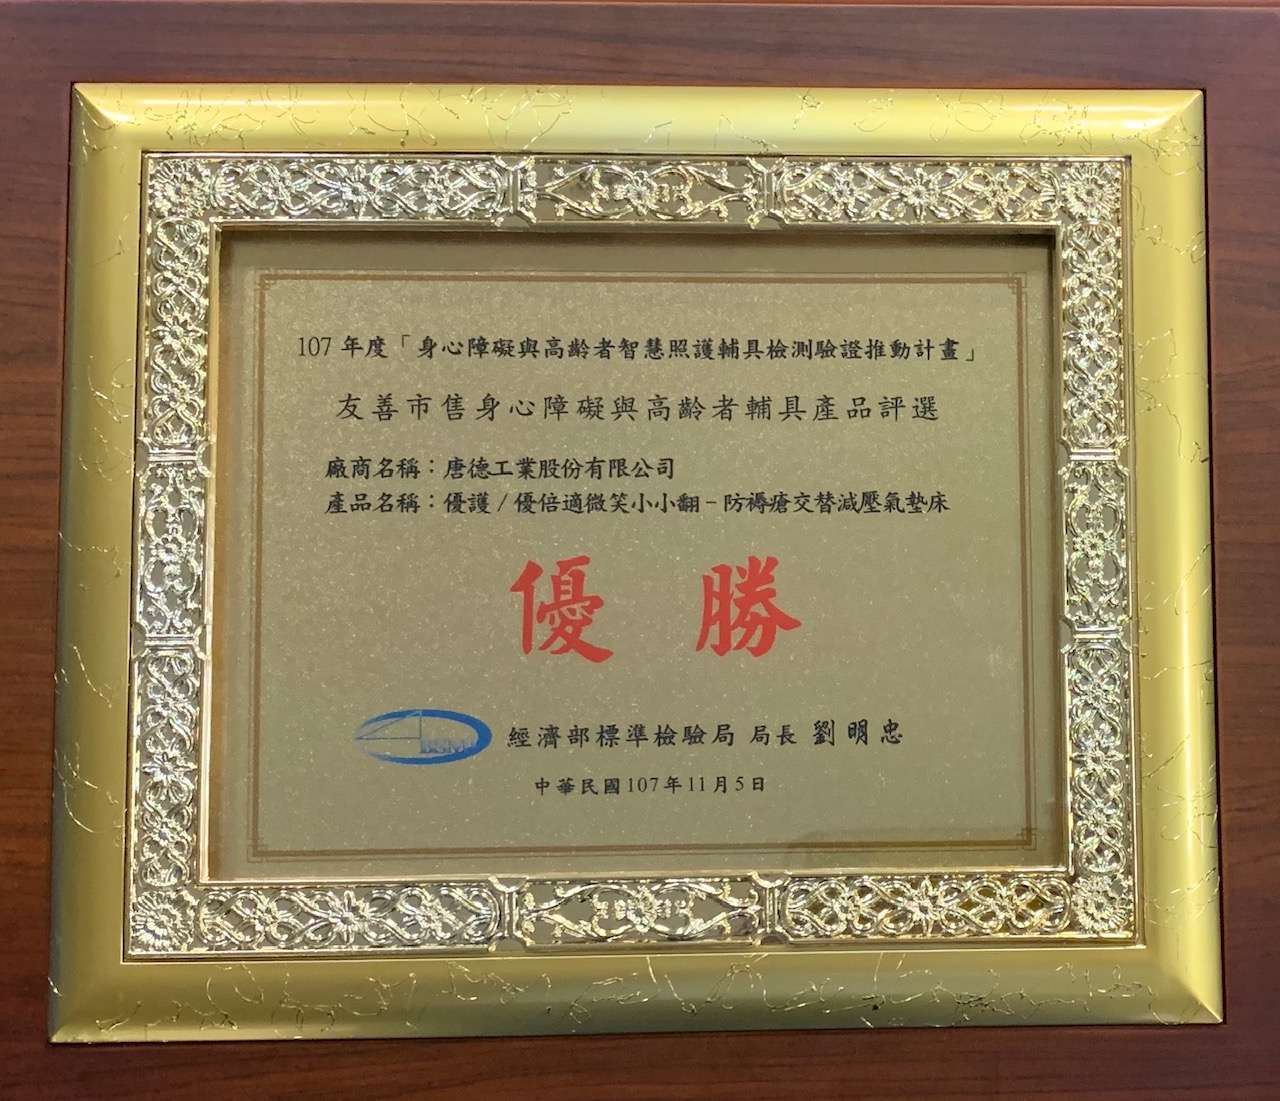 107 年度「身心障礙與高齡者智慧照護輔具檢測驗證推動計畫」
友善市售身心障礙與高齡者輔具產品評選
廠商名稱：唐德工業股份有限公司
產品名稱：優護/優倍適微笑小小翻－防褥瘡交替減壓氣墊床
優勝
BSMI
經濟部標準檢驗局 局長 劉明忠
中華民國107年11月5日